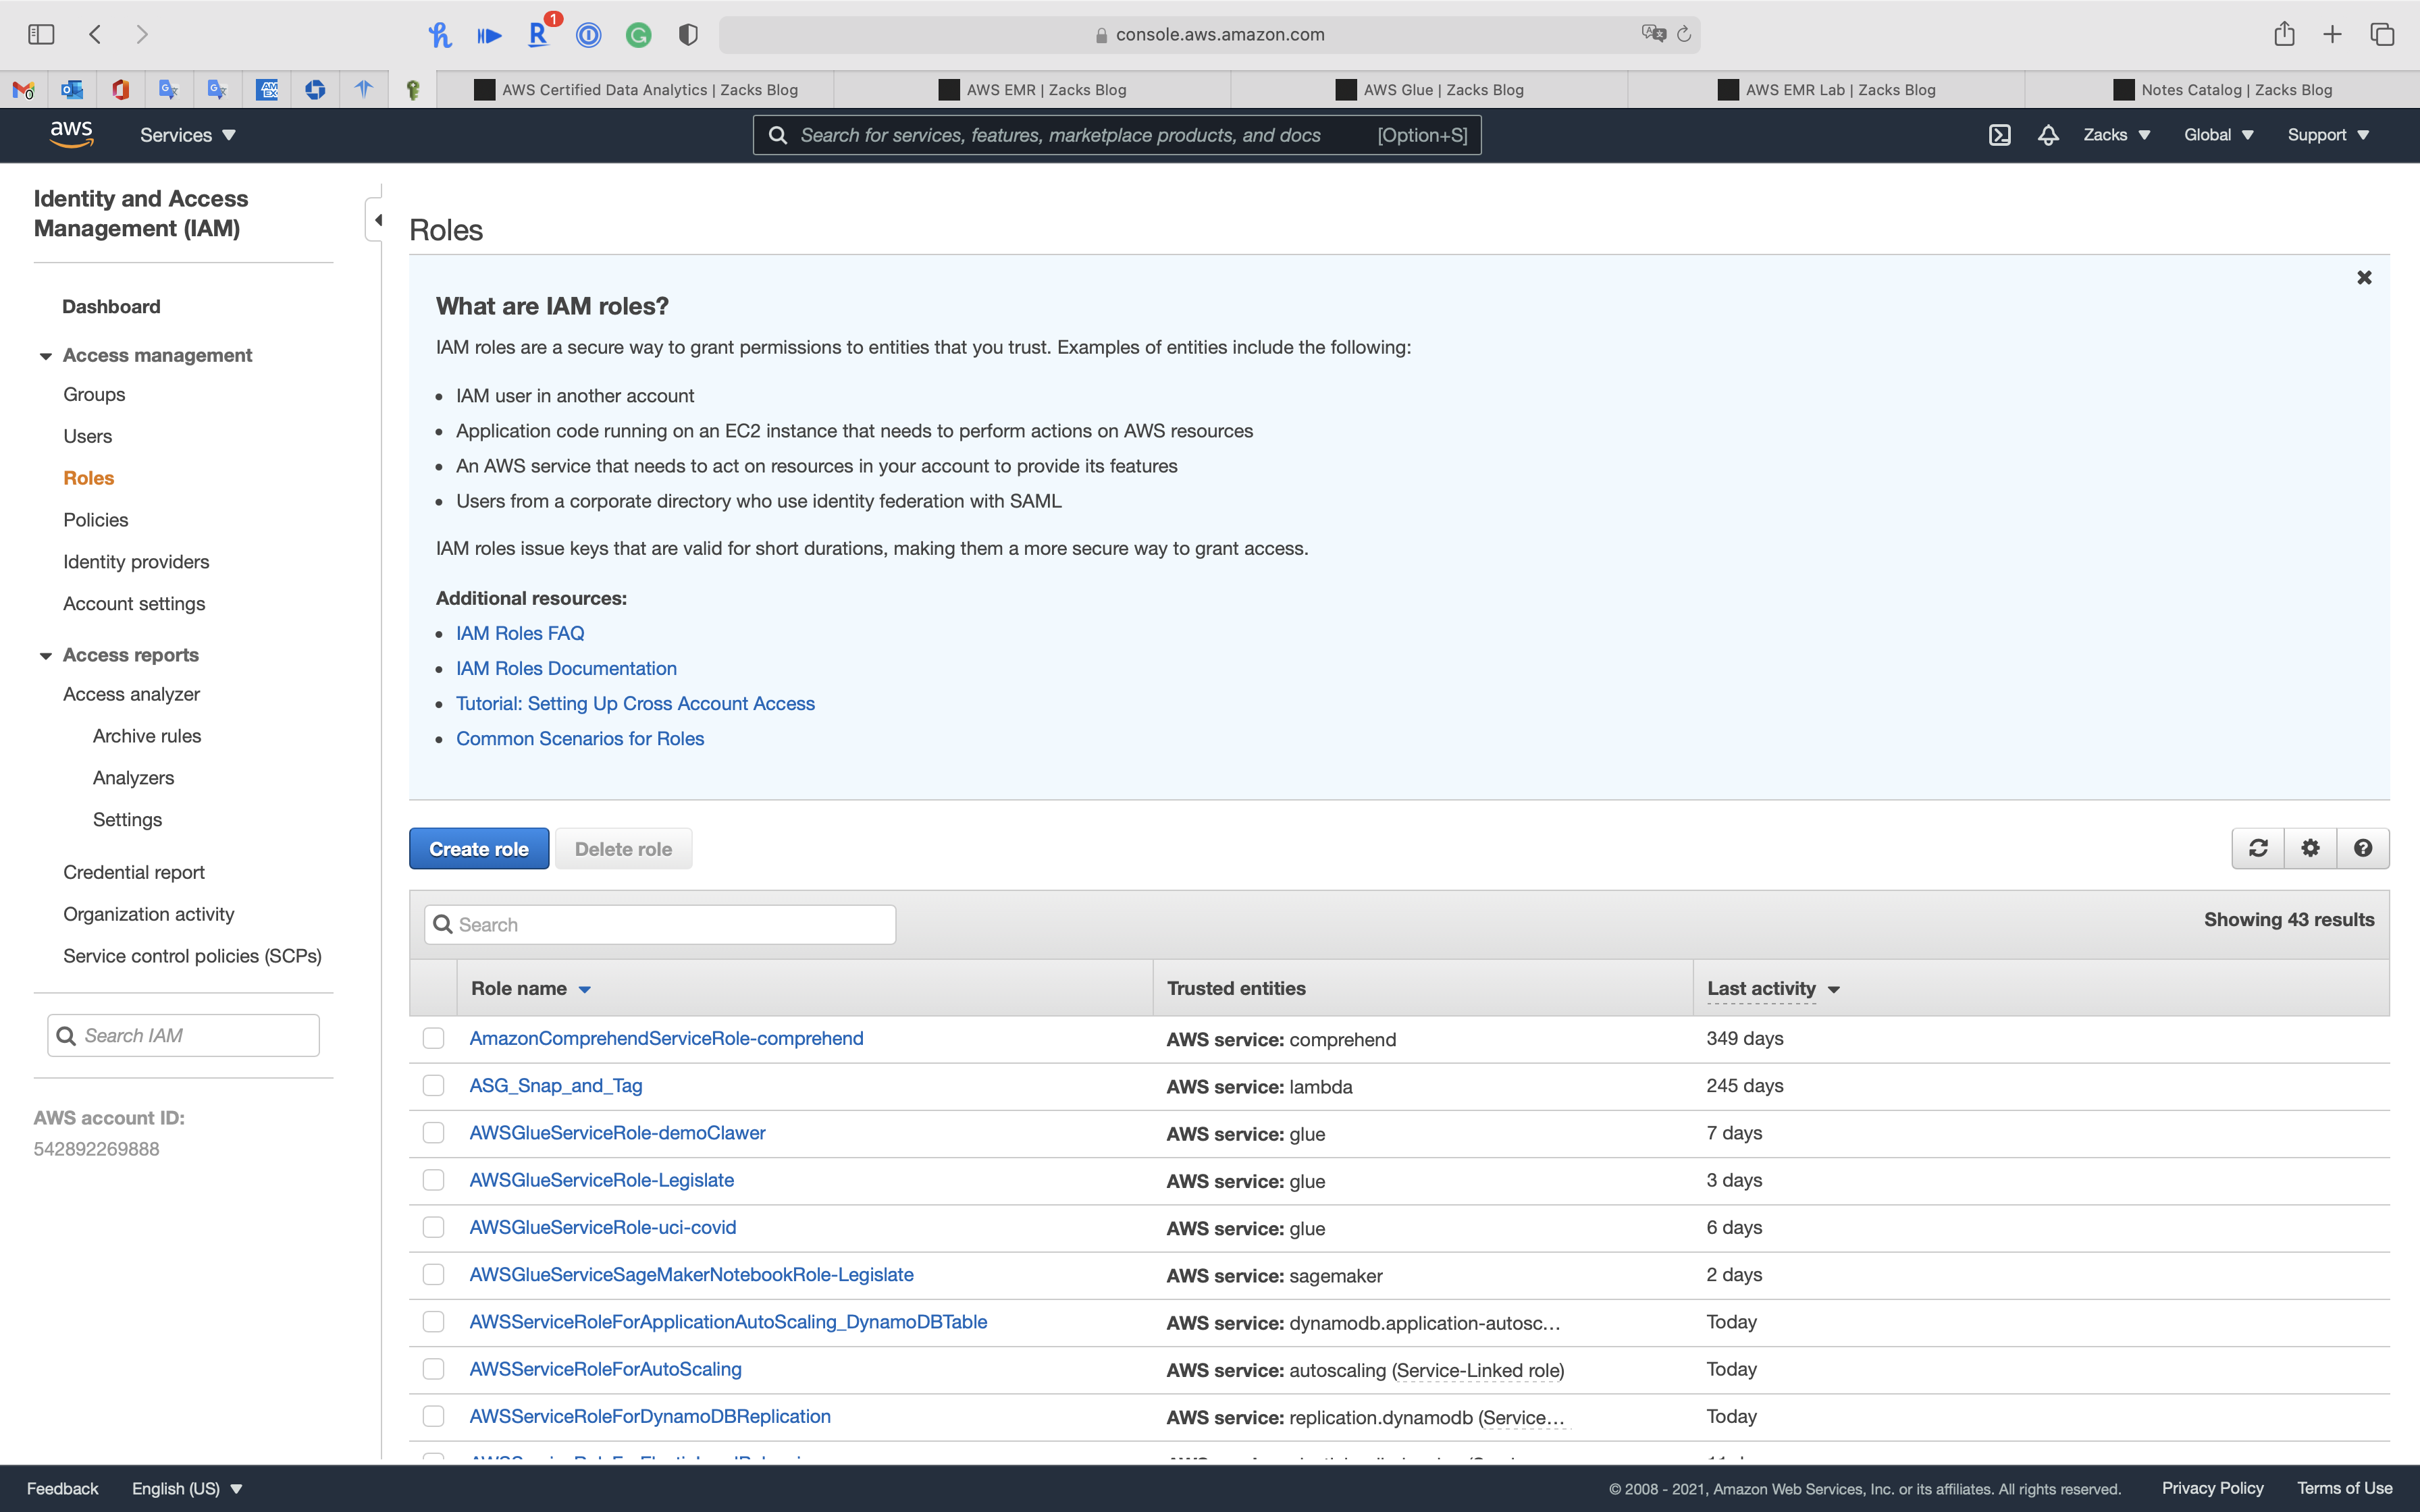 1
console.aws.amazon.com
0
AM
EX
AWS Certified Data Analytics | Zacks Blog
AWS EMR | Zacks Blog
AWS Glue | Zacks Blog
AWS EMR Lab | Zacks Blog
Notes Catalog | Zacks Blog
aws
Services
Search for services, features, marketplace products, and docs
[Option+S]
Zacks
Global
Support
Identity and Access
Management (IAM)
Dashboard
Access management
Groups
Users
Roles
Policies
Identity providers
Account settings
Access reports
Access analyzer
Archive rules
Analyzers
Settings
Credential report
Organization activity
Service control policies (SCPs)
Search IAM
AWS account ID:
542892269888
Roles
What are IAM roles?
IAM roles are a secure way to grant permissions to entities that you trust. Examples of entities include the following:
IAM user in another account
Application code running on an EC2 instance that needs to perform actions on AWS resources
An AWS service that needs to act on resources in your account to provide its features
Users from a corporate directory who use identity federation with SAML
IAM roles issue keys that are valid for short durations, making them a more secure way to grant access.
Additional resources:
IAM Roles FAQ
IAM Roles Documentation
Tutorial: Setting Up Cross Account Access
Common Scenarios for Roles
Create role
Delete role
Search
Showing 43 results
Role name
Trusted entities
Last activity
AmazonComprehendServiceRole-comprehend AWS service: comprehend 349 days
ASG_Snap_and_Tag AWS service: lambda 245 days
AWSGlueServiceRole-demoClawer AWS service: glue 7 days
AWSGlueServiceRole-Legislate AWS service: glue 3 days
AWSGlueServiceRole-uci-covid AWS service: glue 6 days
AWSGlueServiceSageMakerNotebookRole-Legislate AWS service: sagemaker 2 days
AWSServiceRoleForApplicationAutoScaling_DynamoDBTable AWS service: dynamodb.application-autosc... Today
AWSServiceRoleForAutoScaling AWS service: autoscaling (Service-Linked role) Today
AWSServiceRoleForDynamoDBReplication AWS service: replication.dynamodb (Service... Today
Feedback
English (US)
© 2008 - 2021, Amazon Web Services, Inc. or its affiliates. All rights reserved.
Privacy Policy
Terms of Use